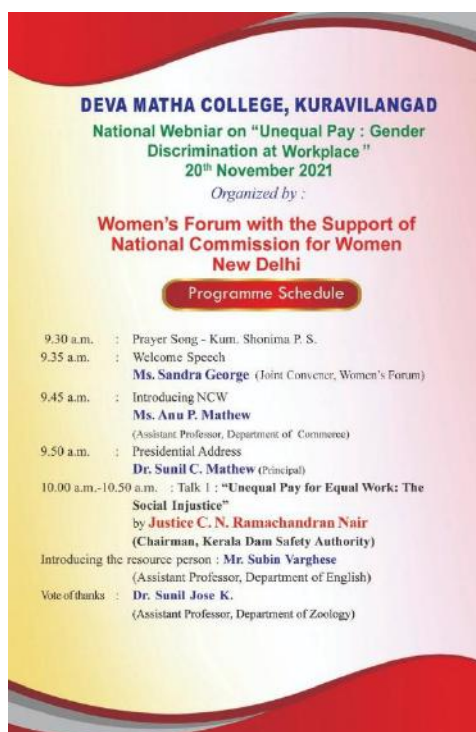 DEVA MATHA COLLEGE, KURAVILANGAD
National Webniar on “Unequal Pay : Gender
Discrimination at Workplace”
20th November 2021
Organized by :
Women's Forum with the Support of
National Commission for Women
New Delhi
Programme Schedule
9.30 a.m. : Prayer Song - Kum. Shonima P. S.
9.35 a.m. : Welcome Speech
Ms. Sandra George (Joint Convener, Women's Forum)
9.45 a.m. : Introducing NCW
Ms. Anu P. Mathew
(Assistant Professor, Department of Commerce)
9.50 a.m. : Presidential Address
Dr. Sunil C. Mathew (Principal)
10.00 a.m.-10.50 a.m. : Talk 1 : “Unequal Pay for Equal Work: The
Social Injustice”
by Justice C. N. Ramachandran Nair
(Chairman, Kerala Dam Safety Authority)
Introducing the resource person : Mr. Subin Varghese
(Assistant Professor, Department of English)
Vote of thanks : Dr. Sunil Jose K.
(Assistant Professor, Department of Zoology)